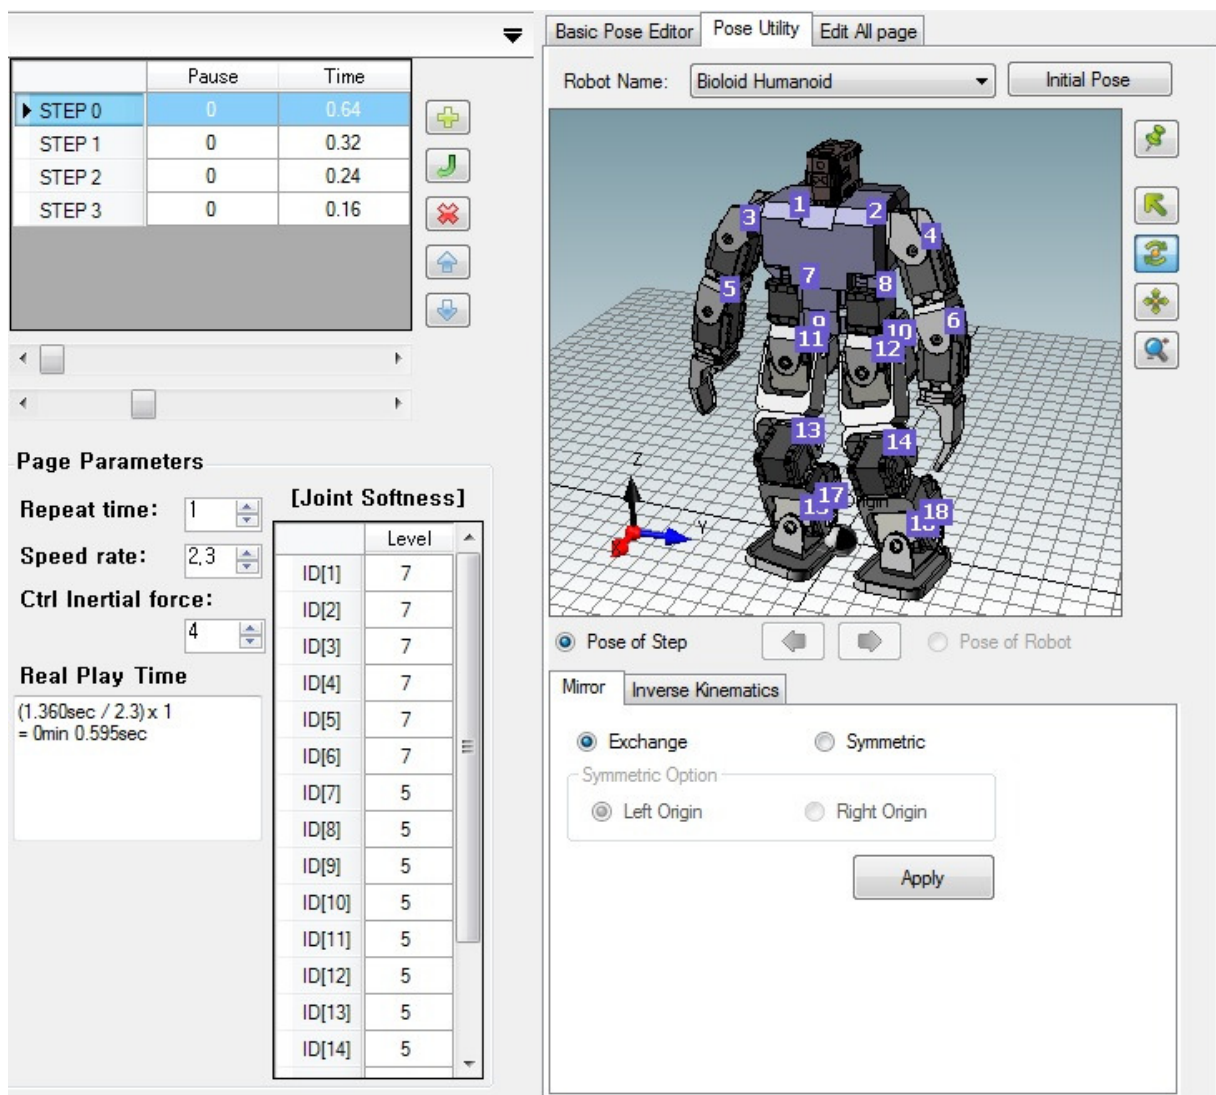 Pause Time
STEP 0 0 0.64
STEP 1 0 0.32
STEP 2 0 0.24
STEP 3 0 0.16
Page Parameters
Repeat time: 1
Speed rate: 2,3
Ctrl Inertial force:
4
Real Play Time
(1.360sec / 2.3) x 1
= 0min 0.595sec
[Joint Softness]
Level
ID[1] 7
ID[2] 7
ID[3] 7
ID[4] 7
ID[5] 7
ID[6] 7
ID[7] 5
ID[8] 5
ID[9] 5
ID[10] 5
ID[11] 5
ID[12] 5
ID[13] 5
ID[14] 5
Basic Pose Editor Pose Utility Edit All page
Robot Name: Bioloid Humanoid Initial Pose
1
2
3
4
7
8
5
6
9
10
11
12
13
14
Z
17
18
Y
Pose of Step Pose of Robot
Mirror Inverse Kinematics
Exchange Symmetric
Symmetric Option
Left Origin Right Origin
Apply